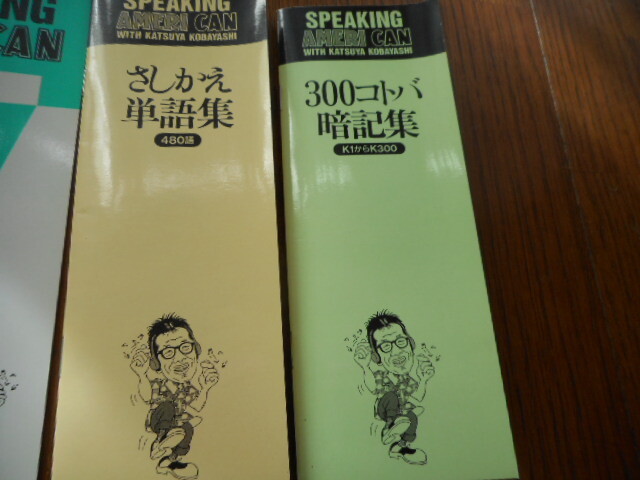 NG
CAN
SPEAKING
AMERI CAN
WITH KATSUYA KOBAYASHI
さしかえ
単語集
480語
SPEAKING
AMERI CAN
WITH KATSUYA KOBAYASHI
300コトバ
暗記集
K1からK300